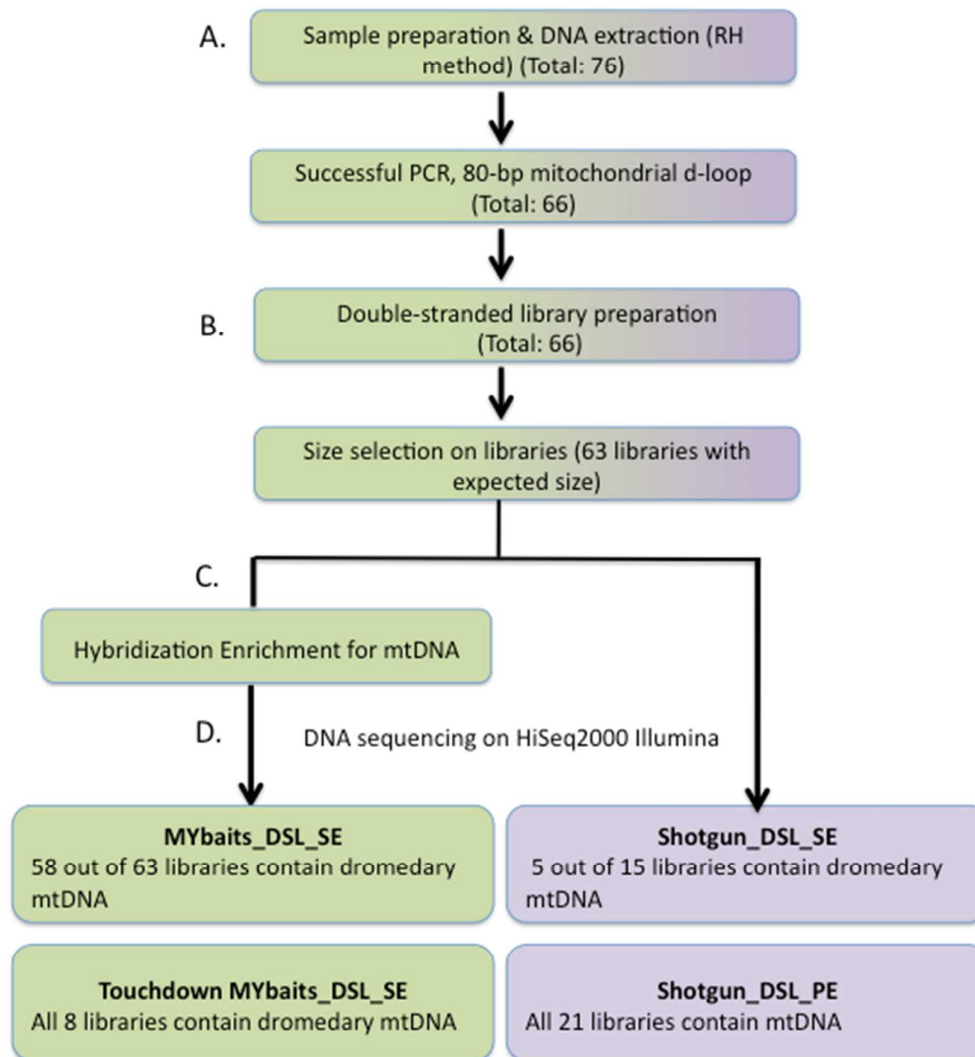 A.
Sample preparation & DNA extraction (RH
method) (Total: 76)
Successful PCR, 80-bp mitochondrial d-loop
(Total: 66)
B.
Double-stranded library preparation
(Total: 66)
Size selection on libraries (63 libraries with
expected size)
C.
Hybridization Enrichment for mtDNA
D.
DNA sequencing on HiSeq2000 Illumina
MYbaits_DSL_SE
58 out of 63 libraries contain dromedary
mtDNA
Shotgun_DSL_SE
5 out of 15 libraries contain dromedary
mtDNA
Touchdown MYbaits_DSL_SE
All 8 libraries contain dromedary mtDNA
Shotgun_DSL_PE
All 21 libraries contain mtDNA